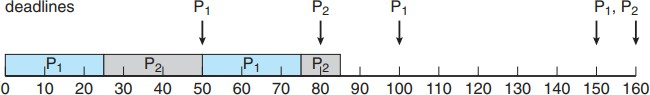 deadlines P₁ P₂ P₁ P₁, P₂
P₁ P₂ P₁ P₂
0 10 20 30 40 50 60 70 80 90 100 110 120 130 140 150 160